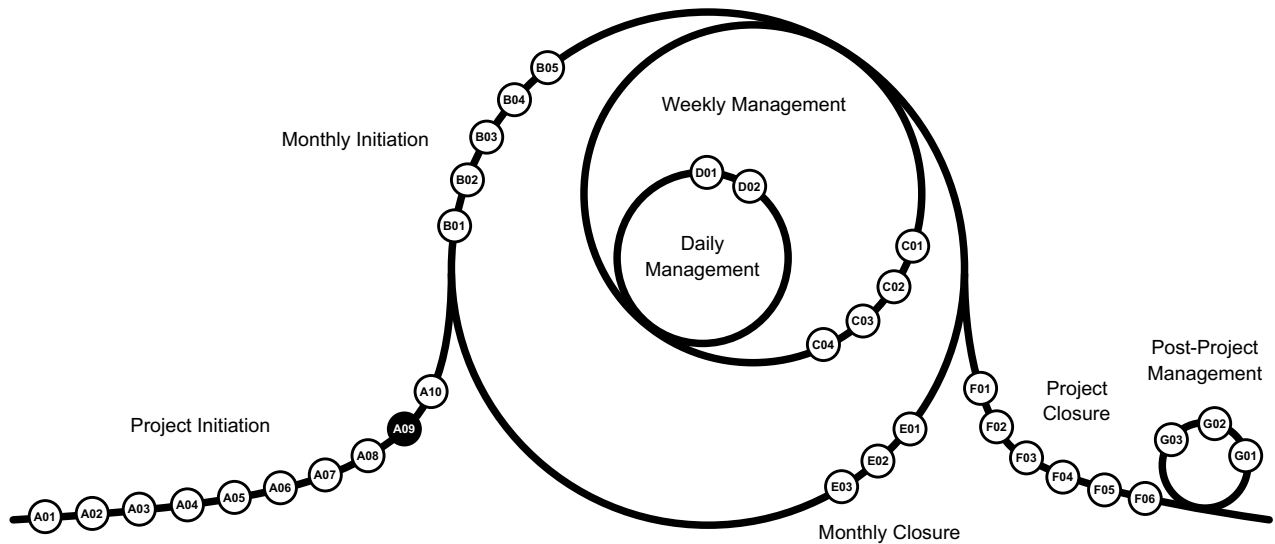 B05
B04
Weekly Management
Monthly Initiation
B03
B02
D01
D02
B01
Daily
Management
C01
C02
C03
C04
Post-Project
Management
A10
F01
Project
Closure
Project Initiation
A09
E01
F02
G03
G02
G01
A08
E02
F03
A07
F04
A06
E03
F05
A05
F06
A04
A03
A02
A01
Monthly Closure